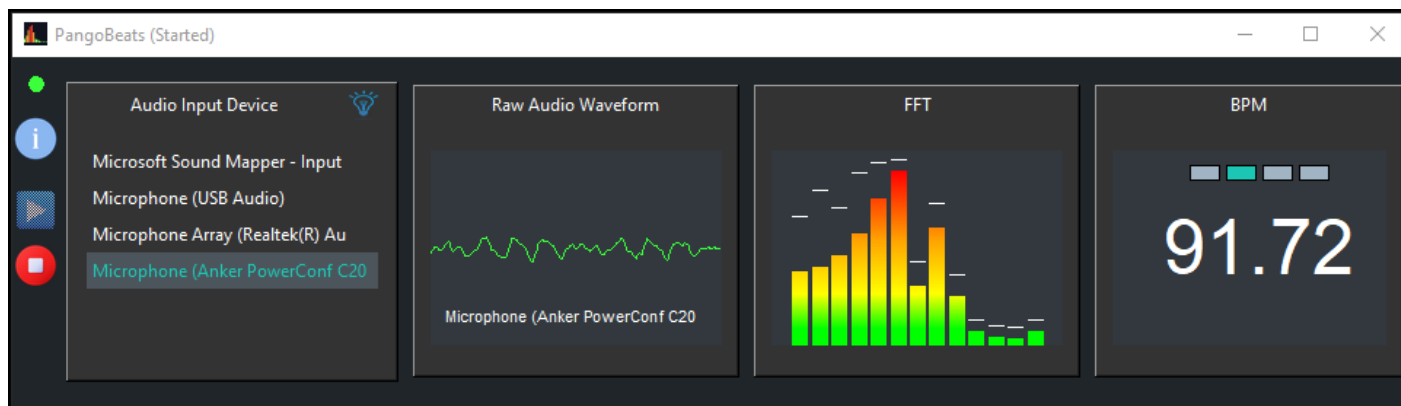 PangoBeats (Started)
Audio Input Device
Microsoft Sound Mapper - Input
Microphone (USB Audio)
Microphone Array (Realtek(R) Au
Microphone (Anker PowerConf C20
Raw Audio Waveform
Microphone (Anker PowerConf C20
FFT
BPM
91.72
i